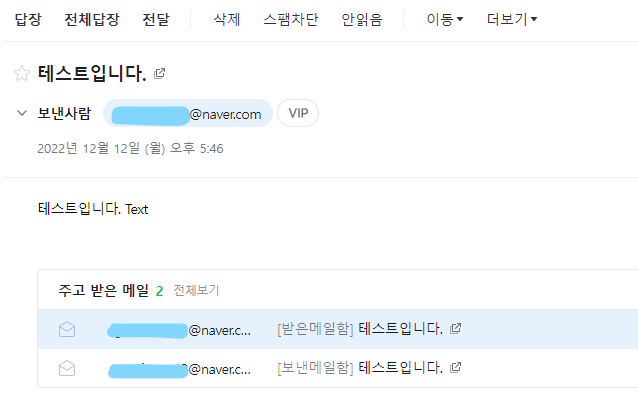 답장 전체답장 전달 삭제 스팸차단 안읽음 이동 더보기
테스트입니다.
보낸사람 @naver.com VIP
2022년 12월 12일 (월) 오후 5:46
테스트입니다. Text
주고 받은 메일 2 전체보기
@naver.c... [받은메일함] 테스트입니다.
@naver.c... [보낸메일함] 테스트입니다.